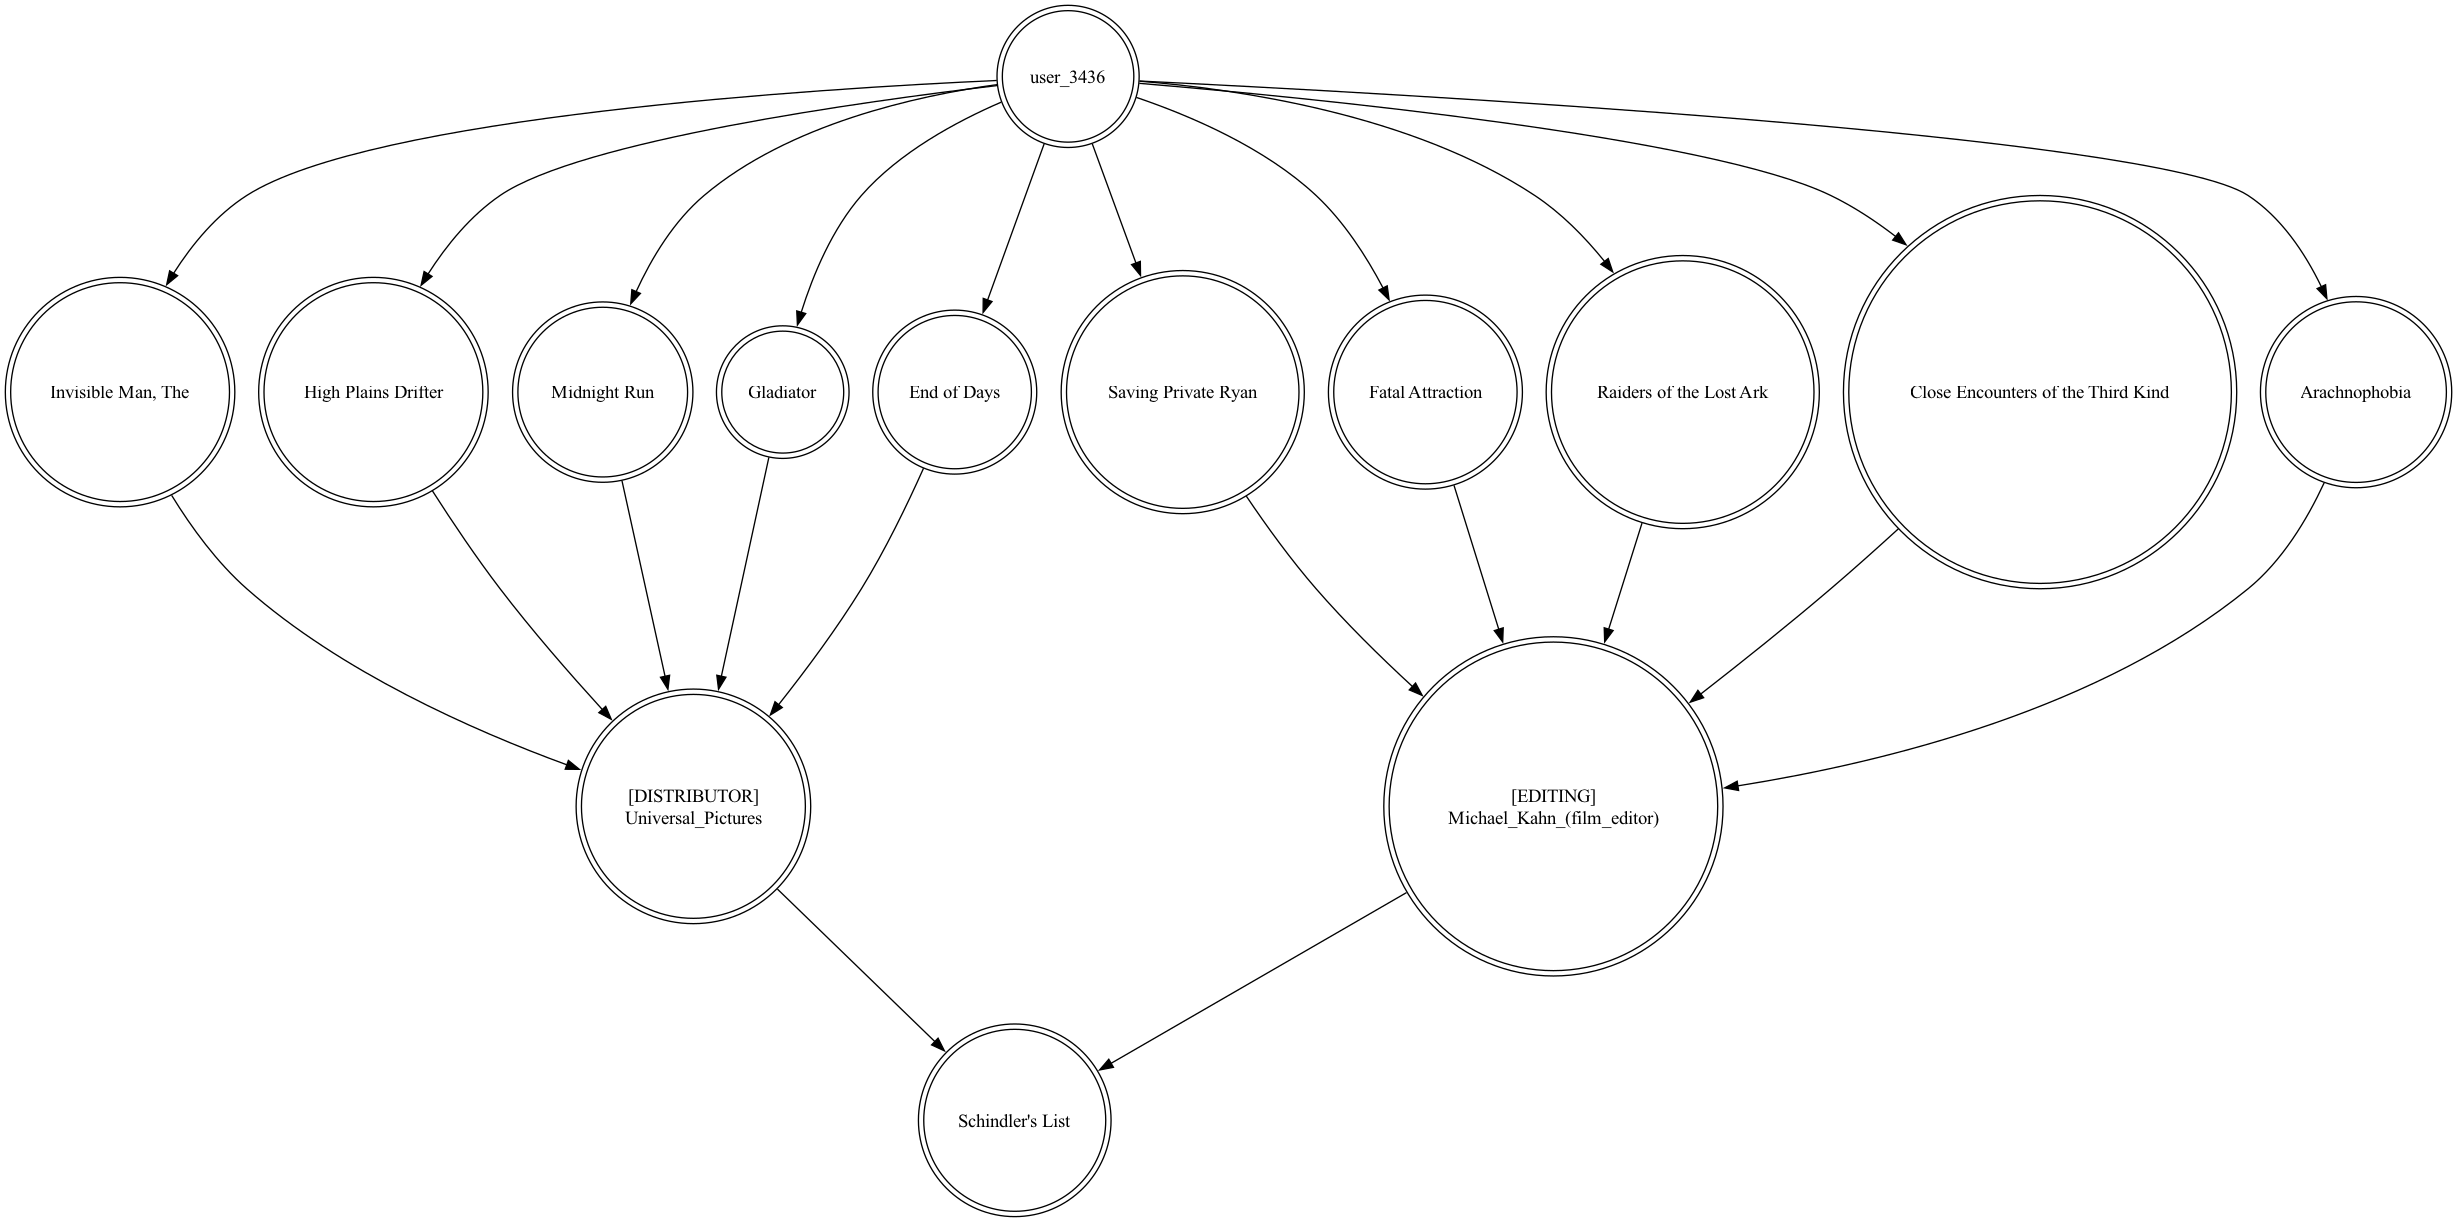 user_3436
Invisible Man, The
High Plains Drifter
Midnight Run
Gladiator
End of Days
Saving Private Ryan
Fatal Attraction
Raiders of the Lost Ark
Close Encounters of the Third Kind
Arachnophobia
[DISTRIBUTOR]
Universal_Pictures
[EDITING]
Michael_Kahn_(film_editor)
Schindler's List